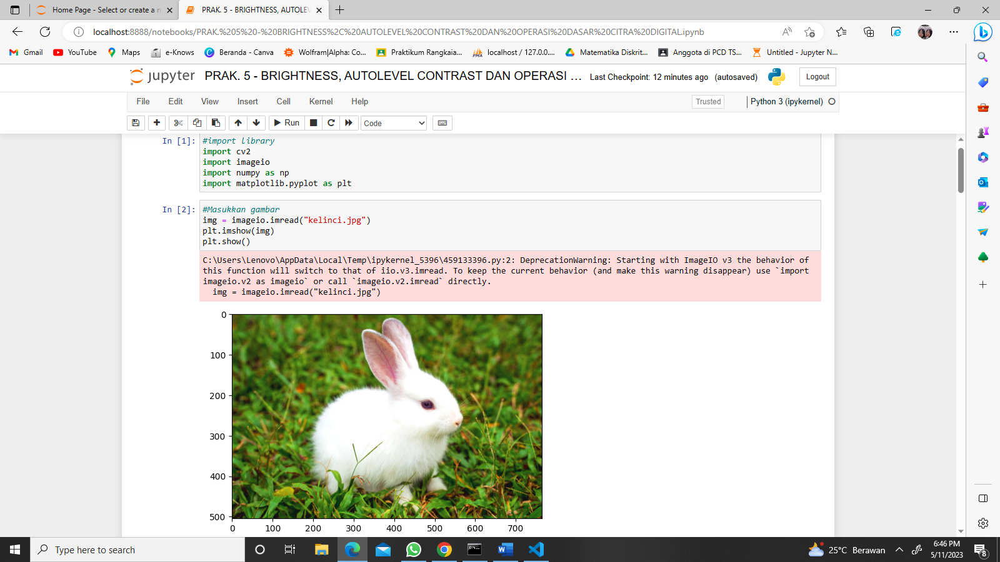 Home Page - Select or create a n
PRAK. 5 - BRIGHTNESS, AUTOLEV
localhost:8888/notebooks/PRAK.%205%20-%20BRIGHTNESS%2C%20AUTOLEVEL%20CONTRAST%20DAN%20OPERASI%20DASAR%20CITRA%20DIGITAL.ipynb
Gmail YouTube Maps e-Knows Beranda - Canva Wolfram|Alpha: Co... Praktikum Rangkaia... localhost / 127.0.0.... Matematika Diskrit... Anggota di PCD TS... Untitled - Jupyter N...
jupyter PRAK. 5 - BRIGHTNESS, AUTOLEVEL CONTRAST DAN OPERASI ... Last Checkpoint: 12 minutes ago (autosaved) Logout
File Edit View Insert Cell Kernel Help Trusted Python 3 (ipykernel)
Run Code
In [1]: #import library
import cv2
import imageio
import numpy as np
import matplotlib.pyplot as plt
In [2]: #Masukkan gambar
img = imageio.imread("kelinci.jpg")
plt.imshow(img)
plt.show()
C:\Users\Lenovo\AppData\Local\Temp\ipykernel_5396\459133396.py:2: DeprecationWarning: Starting with ImageIO v3 the behavior of
this function will switch to that of iio.v3.imread. To keep the current behavior (and make this warning disappear) use `import
imageio.v2 as imageio` or call `imageio.v2.imread` directly.
img = imageio.imread("kelinci.jpg")
0
100
200
300
400
500
0 100 200 300 400 500 600 700
Type here to search
25°C Berawan
6:46 PM
5/11/2023
8